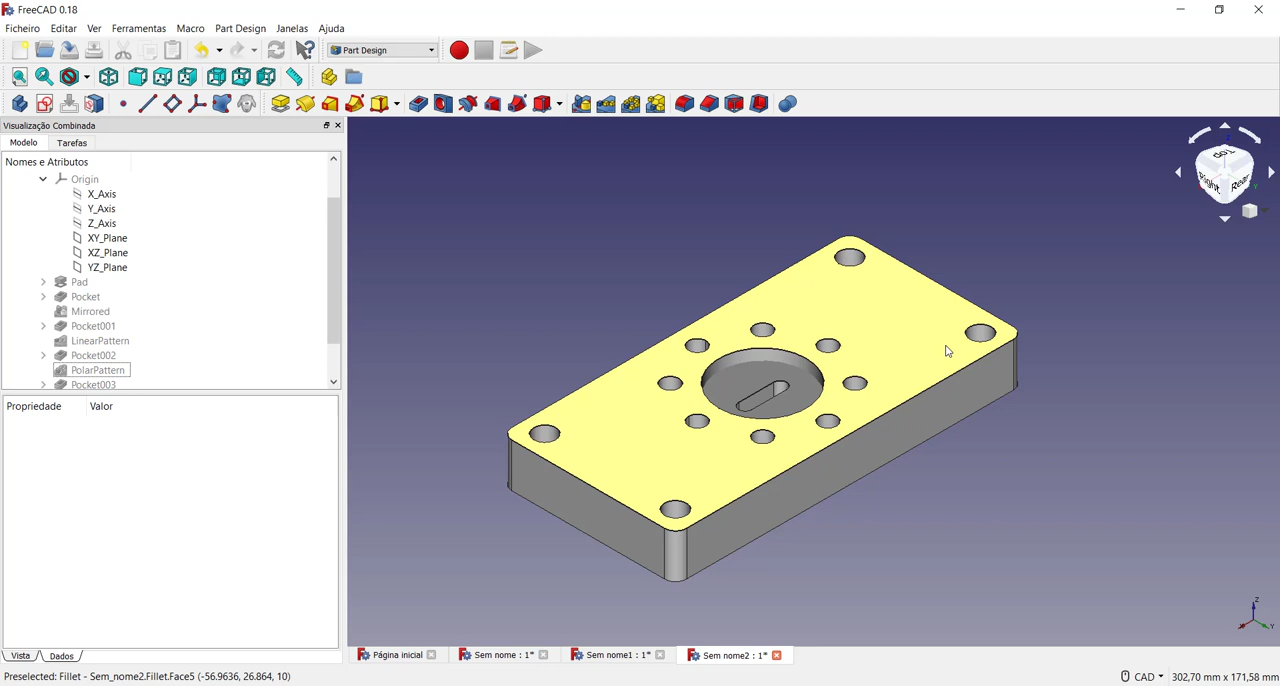 FreeCAD 0.18
Ficheiro Editar Ver Ferramentas Macro Part Design Janelas Ajuda
Part Design
Visualização Combinada
Modelo Tarefas
Nomes e Atributos
Origin
X_Axis
Y_Axis
Z_Axis
XY_Plane
XZ_Plane
YZ_Plane
Pad
Pocket
Mirrored
Pocket001
LinearPattern
Pocket002
PolarPattern
Pocket003
Propriedade Valor
Top
Right Rear
Z
X Y
Vista Dados
Página inicial Sem nome : 1* Sem nome1 : 1* Sem nome2 : 1*
Preselected: Fillet - Sem_nome2.Fillet.Face5 (-56.9636, 26.864, 10) CAD 302,70 mm x 171,58 mm